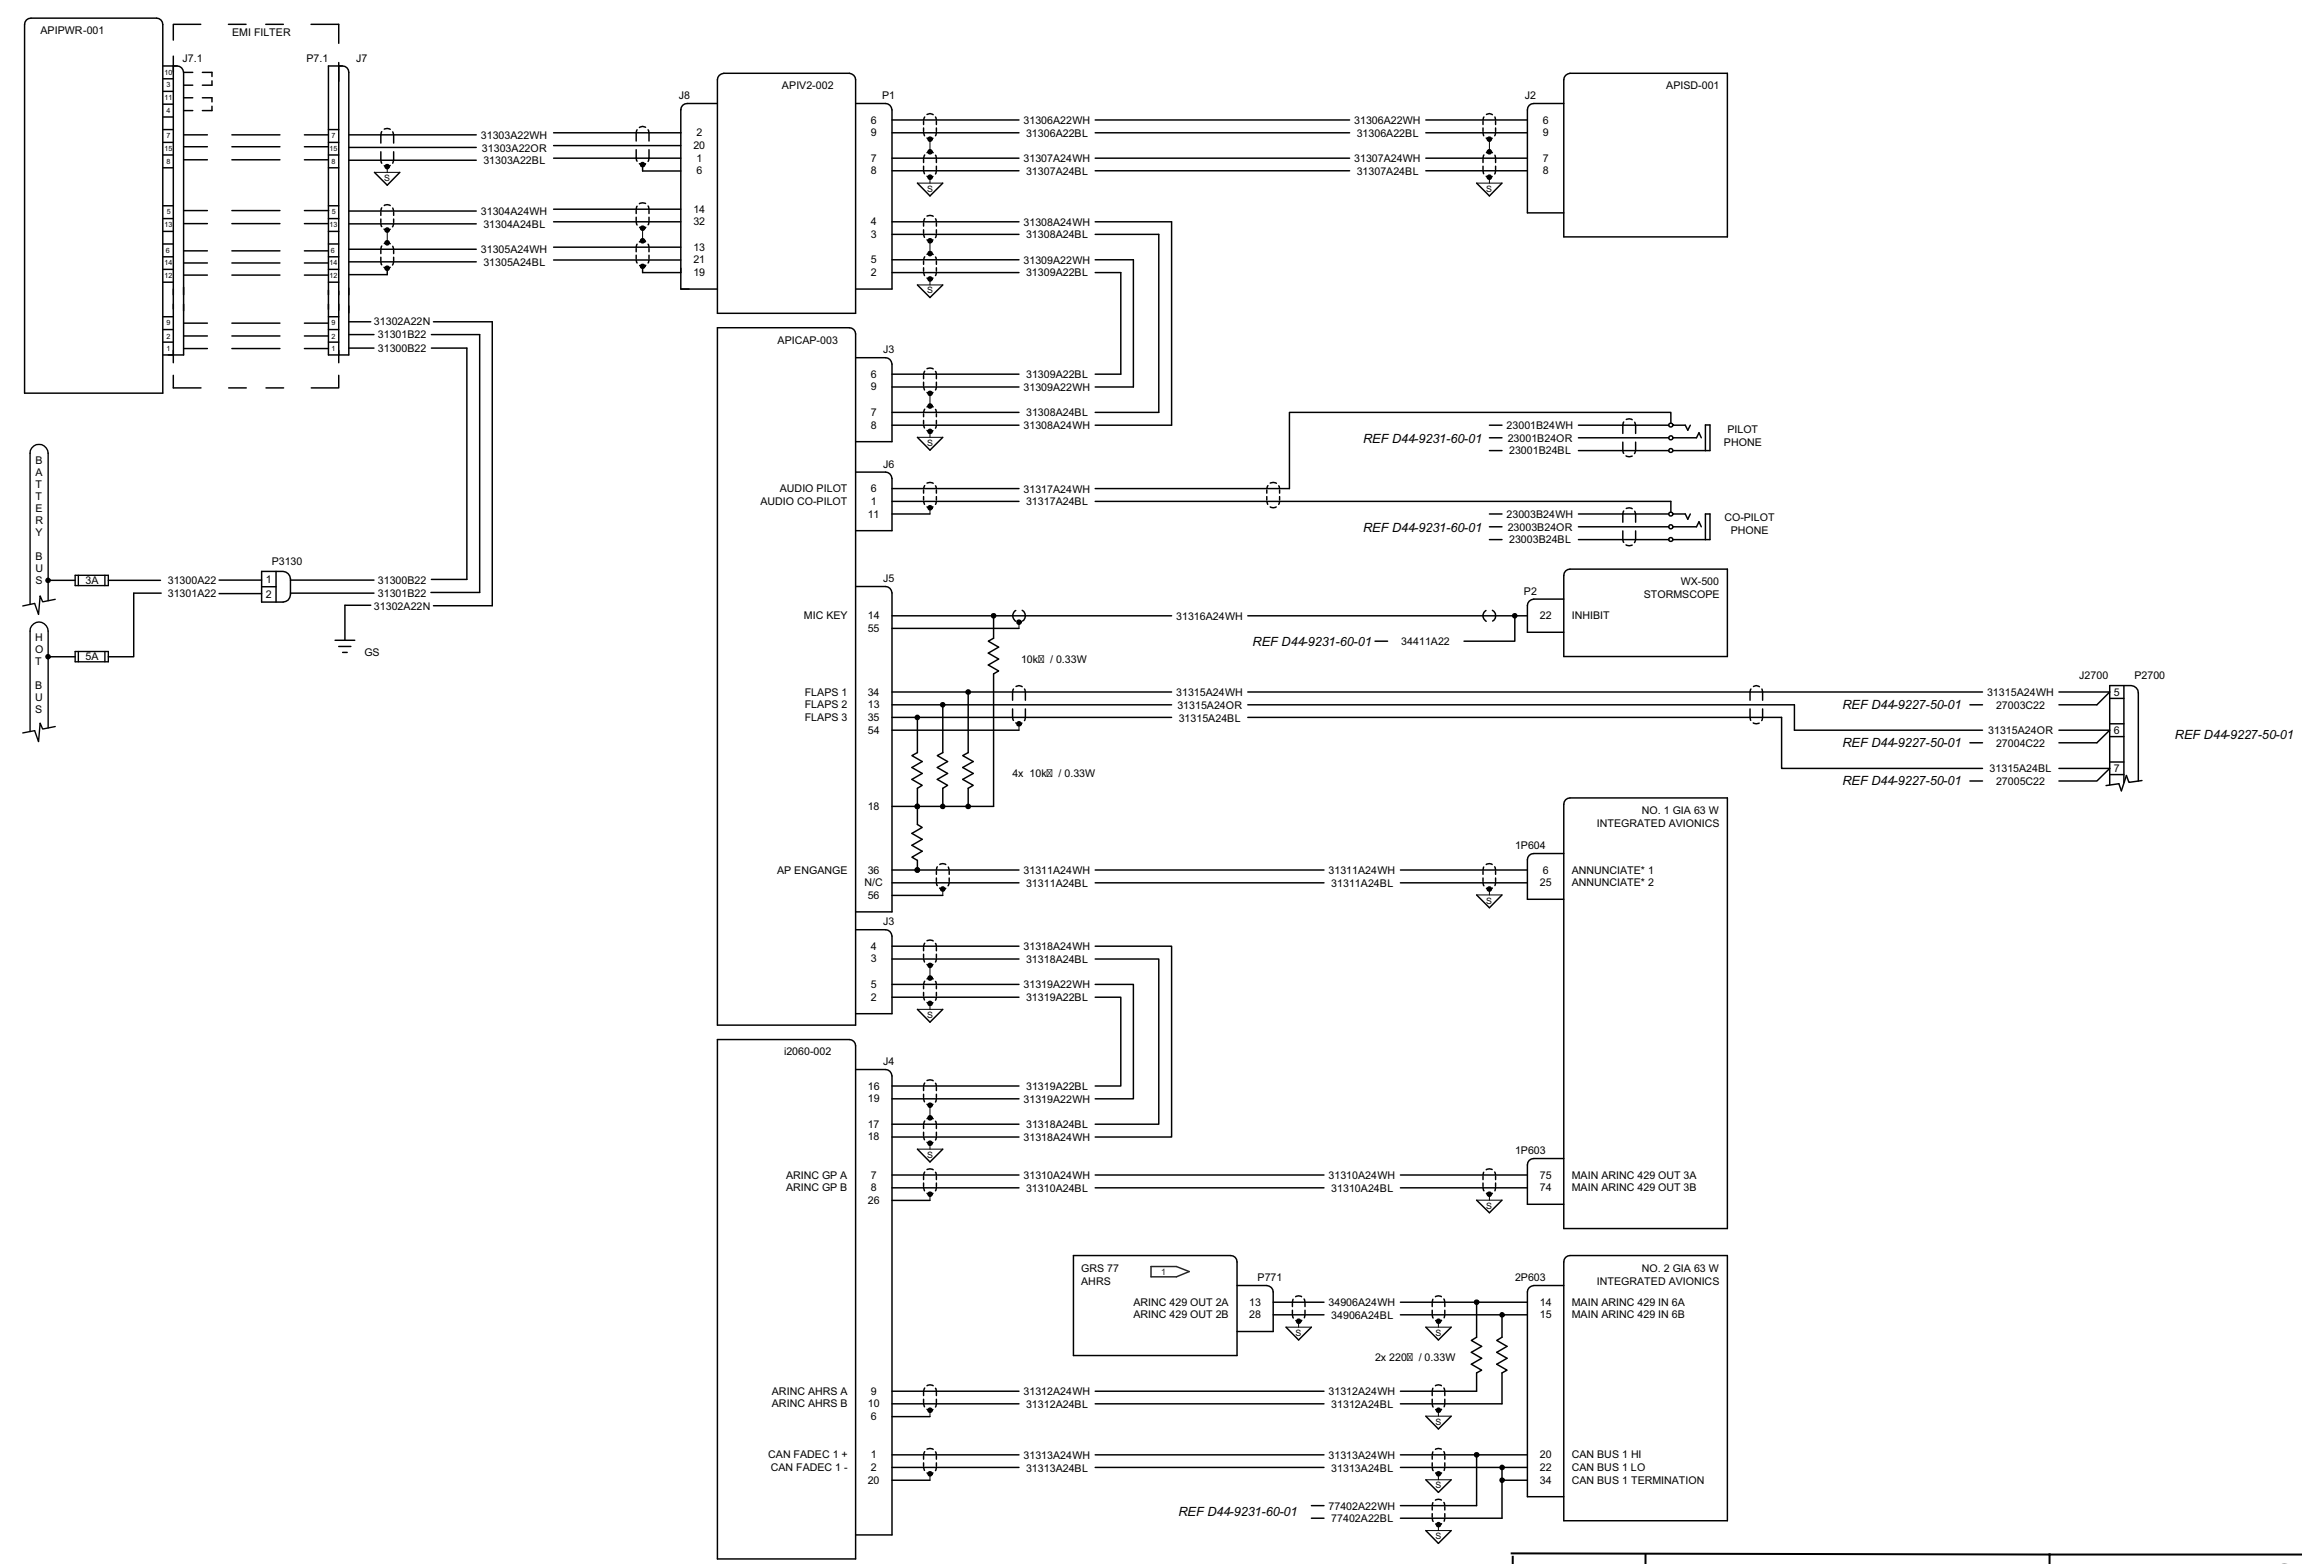 APIPWR-001
EMI FILTER
J7.1
P7.1
J7
10
3
11
4
7
15
8
5
13
6
14
12
9
2
1
7
15
8
5
13
6
14
12
9
2
1
31303A22WH
31303A22OR
31303A22BL
S
31304A24WH
31304A24BL
31305A24WH
31305A24BL
31302A22N
31301B22
31300B22
J8
APIV2-002
P1
2
20
1
6
14
32
13
21
19
6
9
7
8
4
3
5
2
31306A22WH
31306A22BL
31307A24WH
31307A24BL
S
31306A22WH
31306A22BL
31307A24WH
31307A24BL
S
J2
APISD-001
6
9
7
8
31308A24WH
31308A24BL
31309A22WH
31309A22BL
S
APICAP-003
J3
6
9
7
8
31309A22BL
31309A22WH
31308A24BL
31308A24WH
S
J6
AUDIO PILOT 6 31317A24WH
AUDIO CO-PILOT 1 31317A24BL
11
REF D44-9231-60-01
23001B24WH
23001B24OR
23001B24BL
PILOT
PHONE
REF D44-9231-60-01
23003B24WH
23003B24OR
23003B24BL
CO-PILOT
PHONE
BATTERY BUS
3A
31300A22
31301A22
P3130
1
2
31300B22
31301B22
31302A22N
GS
HOT BUS
5A
J5
MIC KEY 14 31316A24WH
55
REF D44-9231-60-01 34411A22
P2
WX-500
STORMSCOPE
22 INHIBIT
10k / 0.33W
FLAPS 1 34 31315A24WH
FLAPS 2 13 31315A24OR
FLAPS 3 35 31315A24BL
54
4x 10k / 0.33W
18
J2700 P2700
31315A24WH 5
REF D44-9227-50-01 27003C22
31315A24OR 6
REF D44-9227-50-01 27004C22
31315A24BL 7
REF D44-9227-50-01 27005C22
REF D44-9227-50-01
NO. 1 GIA 63 W
INTEGRATED AVIONICS
1P604
AP ENGANGE 36 31311A24WH 31311A24WH 6 ANNUNCIATE* 1
N/C 31311A24BL 31311A24BL 25 ANNUNCIATE* 2
56
S
J3
4 31318A24WH
3 31318A24BL
5 31319A22WH
2 31319A22BL
S
i2060-002
J4
16 31319A22BL
19 31319A22WH
17 31318A24BL
18 31318A24WH
S
1P603
ARINC GP A 7 31310A24WH 31310A24WH 75 MAIN ARINC 429 OUT 3A
ARINC GP B 8 31310A24BL 31310A24BL 74 MAIN ARINC 429 OUT 3B
26
S
GRS 77
AHRS
1
P771
ARINC 429 OUT 2A 13 34906A24WH
ARINC 429 OUT 2B 28 34906A24BL
S
S
2P603
NO. 2 GIA 63 W
INTEGRATED AVIONICS
14 MAIN ARINC 429 IN 6A
15 MAIN ARINC 429 IN 6B
2x 220 / 0.33W
ARINC AHRS A 9 31312A24WH 31312A24WH
ARINC AHRS B 10 31312A24BL 31312A24BL
6
S
CAN FADEC 1 + 1 31313A24WH 31313A24WH 20 CAN BUS 1 HI
CAN FADEC 1 - 2 31313A24BL 31313A24BL 22 CAN BUS 1 LO
20
S
34 CAN BUS 1 TERMINATION
REF D44-9231-60-01
77402A22WH
77402A22BL
S